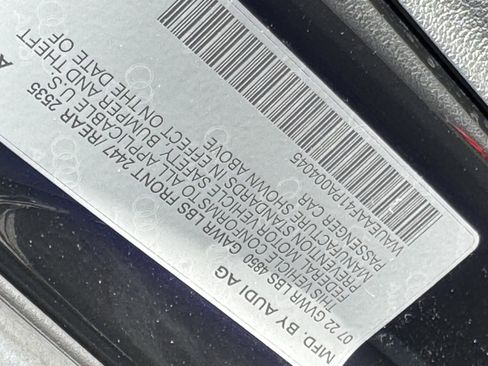 MFD. BY AUDI AG
07/22 GVWR LBS 4850 GAWR LBS FRONT 2447/REAR 2535
THIS VEHICLE CONFORMS TO ALL APPLICABLE U.S.
FEDERAL MOTOR VEHICLE SAFETY, BUMPER AND THEFT
PREVENTION STANDARDS IN EFFECT ON THE DATE OF
MANUFACTURE SHOWN ABOVE
PASSENGER CAR
WAUEAAF41PA004045
A